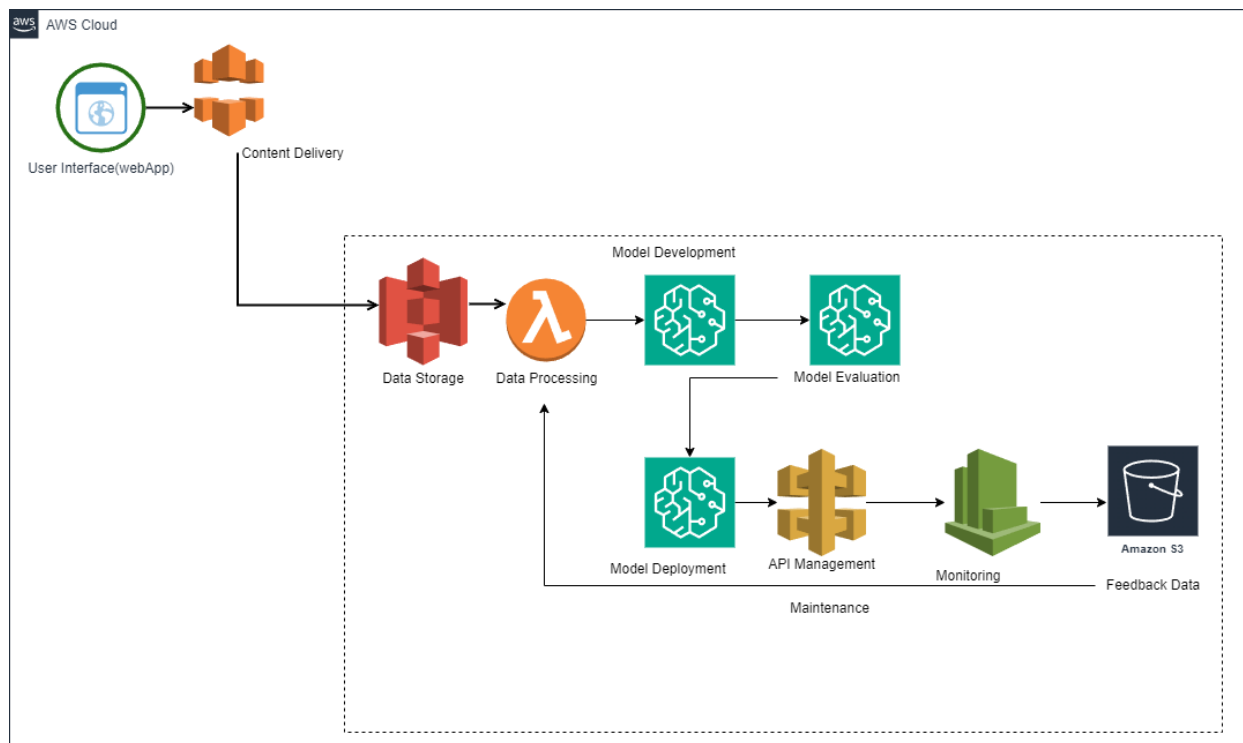 aws
AWS Cloud
User Interface(webApp)
Content Delivery
Model Development
Data Storage
Data Processing
Model Evaluation
Model Deployment
API Management
Monitoring
Amazon S3
Feedback Data
Maintenance